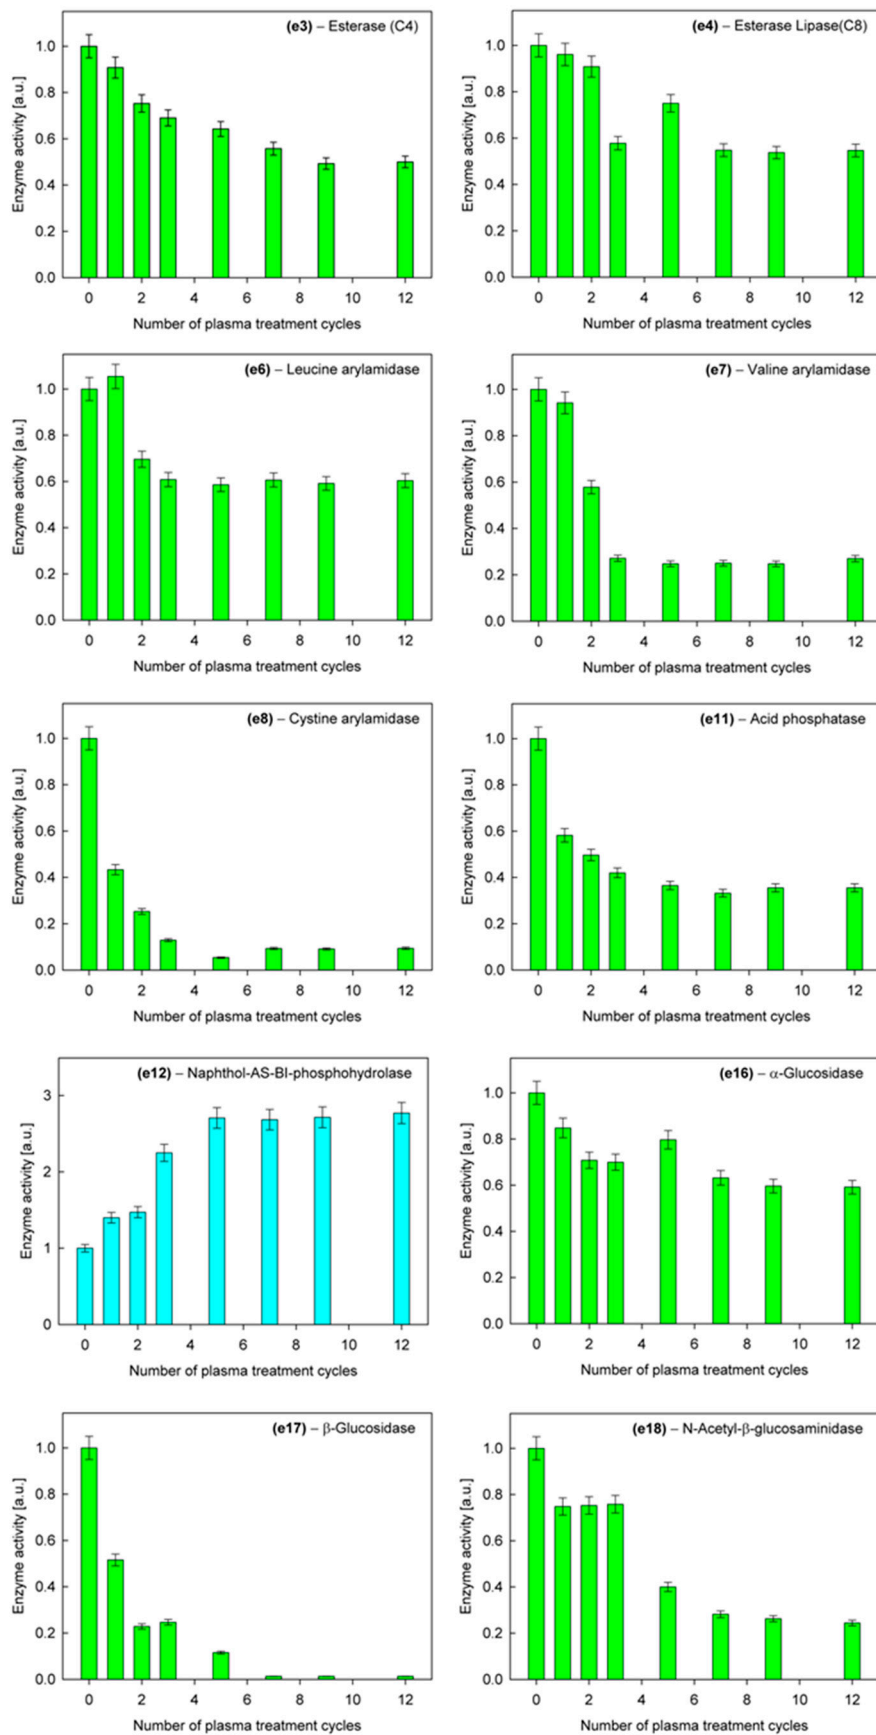 (e3) – Esterase (C4)
Enzyme activity [a.u.]
1.0
0.8
0.6
0.4
0.2
0.0
0 2 4 6 8 10 12
Number of plasma treatment cycles
(e4) – Esterase Lipase(C8)
Enzyme activity [a.u.]
1.0
0.8
0.6
0.4
0.2
0.0
0 2 4 6 8 10 12
Number of plasma treatment cycles
(e6) – Leucine arylamidase
Enzyme activity [a.u.]
1.0
0.8
0.6
0.4
0.2
0.0
0 2 4 6 8 10 12
Number of plasma treatment cycles
(e7) – Valine arylamidase
Enzyme activity [a.u.]
1.0
0.8
0.6
0.4
0.2
0.0
0 2 4 6 8 10 12
Number of plasma treatment cycles
(e8) – Cystine arylamidase
Enzyme activity [a.u.]
1.0
0.8
0.6
0.4
0.2
0.0
0 2 4 6 8 10 12
Number of plasma treatment cycles
(e11) – Acid phosphatase
Enzyme activity [a.u.]
1.0
0.8
0.6
0.4
0.2
0.0
0 2 4 6 8 10 12
Number of plasma treatment cycles
(e12) – Naphthol-AS-BI-phosphohydrolase
Enzyme activity [a.u.]
3
2
1
0
0 2 4 6 8 10 12
Number of plasma treatment cycles
(e16) – α-Glucosidase
Enzyme activity [a.u.]
1.0
0.8
0.6
0.4
0.2
0.0
0 2 4 6 8 10 12
Number of plasma treatment cycles
(e17) – β-Glucosidase
Enzyme activity [a.u.]
1.0
0.8
0.6
0.4
0.2
0.0
0 2 4 6 8 10 12
Number of plasma treatment cycles
(e18) – N-Acetyl-β-glucosaminidase
Enzyme activity [a.u.]
1.0
0.8
0.6
0.4
0.2
0.0
0 2 4 6 8 10 12
Number of plasma treatment cycles